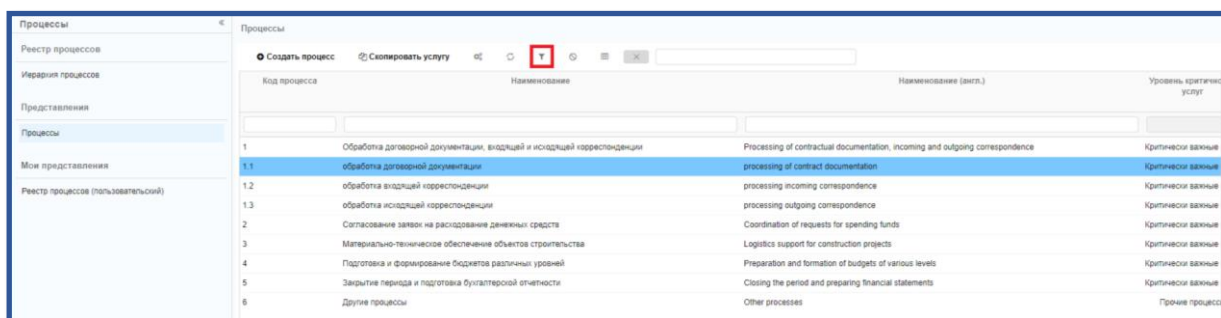 Процессы
Реестр процессов
Иерархия процессов
Представления
Процессы
Мои представления
Реестр процессов (пользовательский)
Процессы
Создать процесс Скопировать услугу
Код процесса Наименование Наименование (англ.) Уровень критично
услуг
1 Обработка договорной документации, входящей и исходящей корреспонденции Processing of contractual documentation, incoming and outgoing correspondence Критически важные
1.1 обработка договорной документации processing of contract documentation Критически важные
1.2 обработка входящей корреспонденции processing incoming correspondence Критически важные
1.3 обработка исходящей корреспонденции processing outgoing correspondence Критически важные
2 Согласование заявок на расходование денежных средств Coordination of requests for spending funds Критически важные
3 Материально-техническое обеспечение объектов строительства Logistics support for construction projects Критически важные
4 Подготовка и формирование бюджетов различных уровней Preparation and formation of budgets of various levels Критически важные
5 Закрытие периода и подготовка бухгалтерской отчетности Closing the period and preparing financial statements Критически важные
6 Другие процессы Other processes Прочие процесс